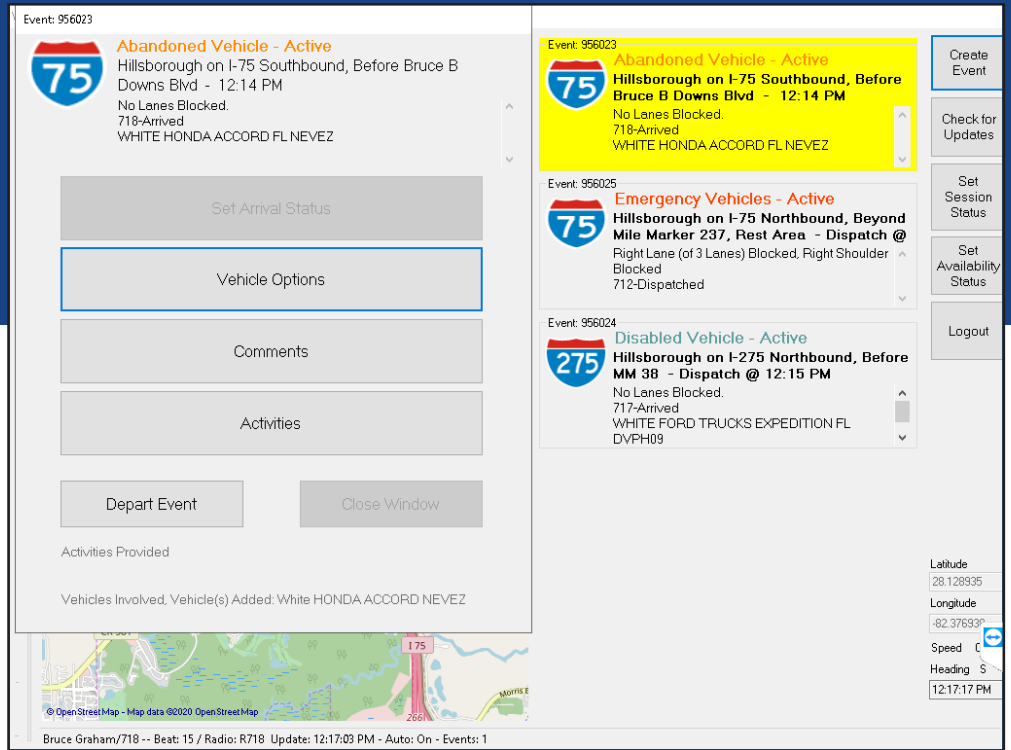 Event: 956023
75
Abandoned Vehicle - Active
Hillsborough on I-75 Southbound, Before Bruce B
Downs Blvd - 12:14 PM
No Lanes Blocked.
718-Arrived
WHITE HONDA ACCORD FL NEVEZ
Set Arrival Status
Vehicle Options
Comments
Activities
Depart Event
Close Window
Activities Provided
Vehicles Involved, Vehicle(s) Added: White HONDA ACCORD NEVEZ
Event: 956023
75
Abandoned Vehicle - Active
Hillsborough on I-75 Southbound, Before
Bruce B Downs Blvd - 12:14 PM
No Lanes Blocked.
718-Arrived
WHITE HONDA ACCORD FL NEVEZ
Event: 956025
75
Emergency Vehicles - Active
Hillsborough on I-75 Northbound, Beyond
Mile Marker 237, Rest Area - Dispatch @
Right Lane (of 3 Lanes) Blocked, Right Shoulder
Blocked
712-Dispatched
Event: 956024
275
Disabled Vehicle - Active
Hillsborough on I-275 Northbound, Before
MM 38 - Dispatch @ 12:15 PM
No Lanes Blocked.
717-Arrived
WHITE FORD TRUCKS EXPEDITION FL
DVPH09
Create
Event
Check for
Updates
Set
Session
Status
Set
Availability
Status
Logout
Latitude
28.128935
Longitude
Speed
Heading S
12:17:17 PM
I 75
Morris
266
© OpenStreetMap - Map data ©2020 OpenStreetMap
Bruce Graham/718 -- Beat: 15 / Radio: R718 Update: 12:17:03 PM - Auto: On - Events: 1